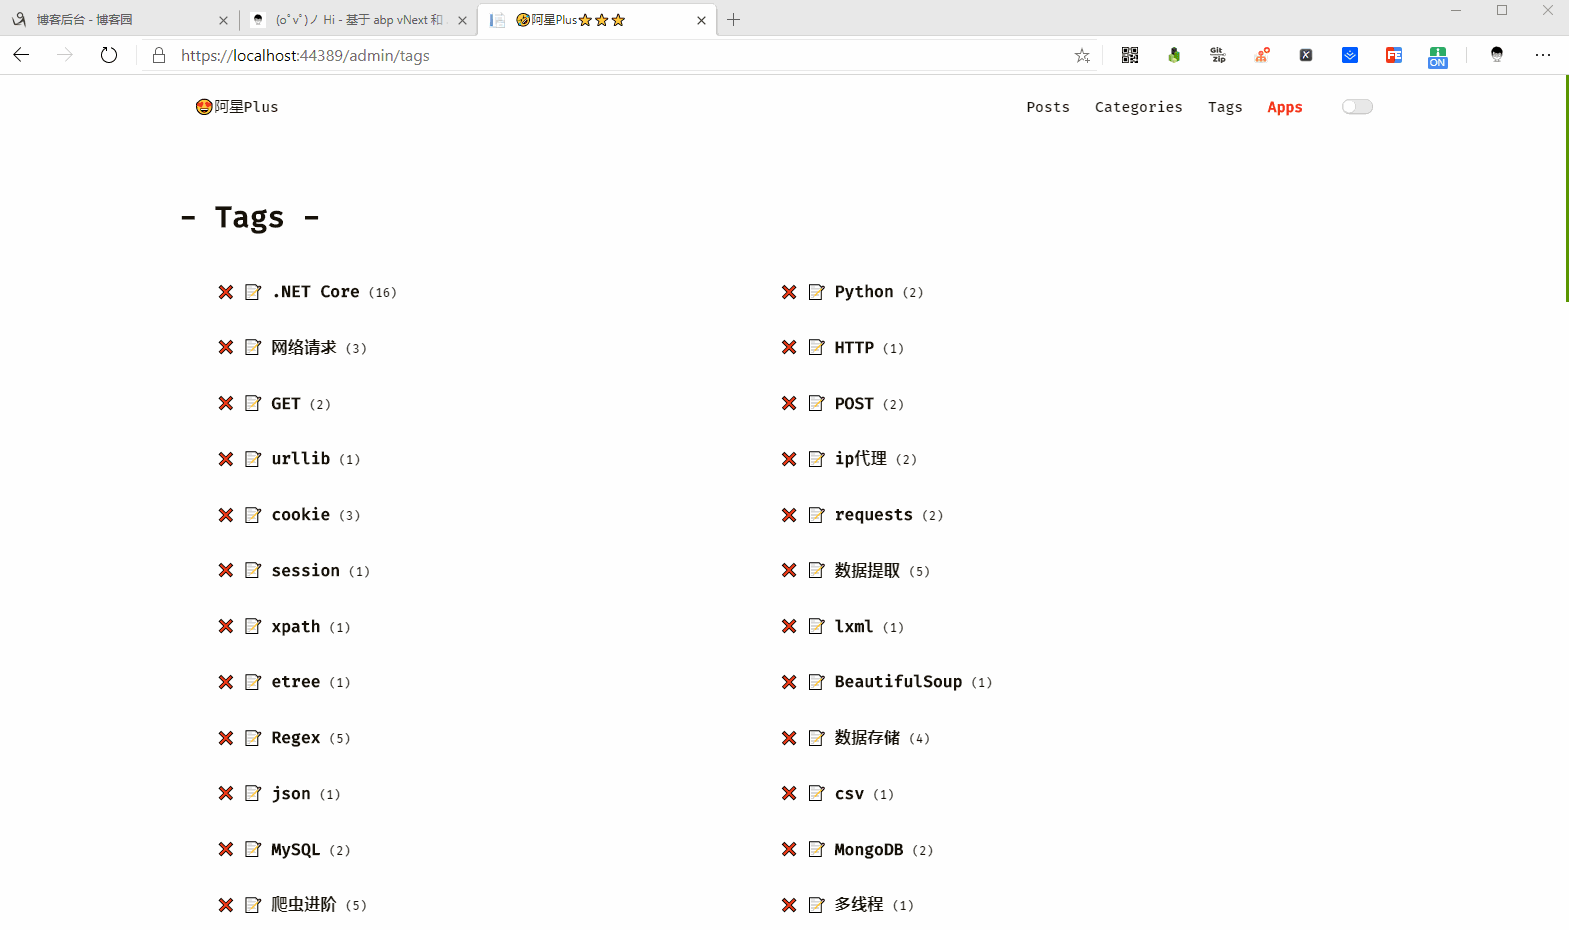 博客后台 - 博客园
(oﾟvﾟ)ノ Hi - 基于 abp vNext 和
🤣阿星Plus⭐⭐⭐
https://localhost:44389/admin/tags
Git Zip
X
FE
ON
🤩阿星Plus
Posts Categories Tags Apps
- Tags -
❌ 📝 .NET Core (16)
❌ 📝 Python (2)
❌ 📝 网络请求 (3)
❌ 📝 HTTP (1)
❌ 📝 GET (2)
❌ 📝 POST (2)
❌ 📝 urllib (1)
❌ 📝 ip代理 (2)
❌ 📝 cookie (3)
❌ 📝 requests (2)
❌ 📝 session (1)
❌ 📝 数据提取 (5)
❌ 📝 xpath (1)
❌ 📝 lxml (1)
❌ 📝 etree (1)
❌ 📝 BeautifulSoup (1)
❌ 📝 Regex (5)
❌ 📝 数据存储 (4)
❌ 📝 json (1)
❌ 📝 csv (1)
❌ 📝 MySQL (2)
❌ 📝 MongoDB (2)
❌ 📝 爬虫进阶 (5)
❌ 📝 多线程 (1)